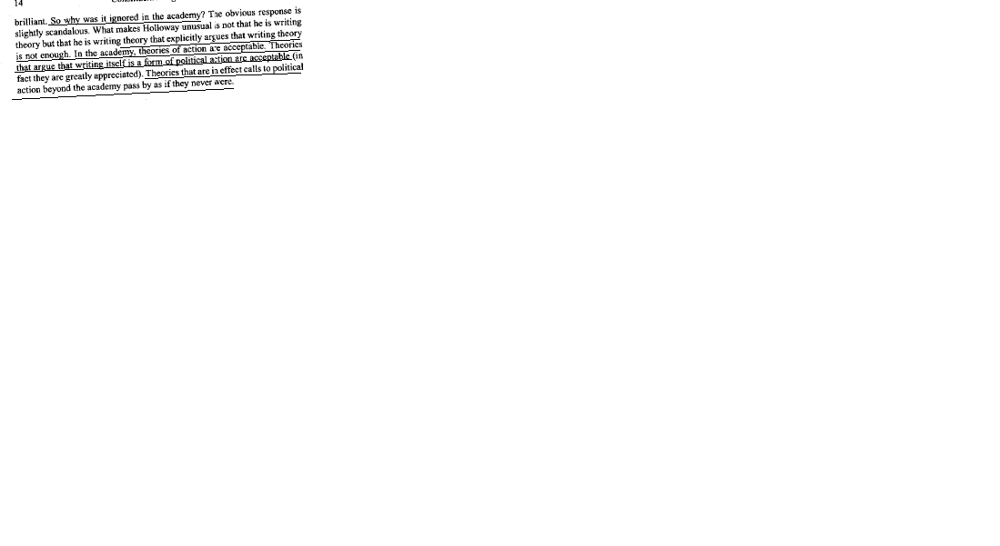 14
brilliant. So why was it ignored in the academy? The obvious response is
slightly scandalous. What makes Holloway unusual is not that he is writing
theory but that he is writing theory that explicitly argues that writing theory
is not enough. In the academy, theories of action are acceptable. Theories
that argue that writing itself is a form of political action are acceptable (in
fact they are greatly appreciated). Theories that are in effect calls to political
action beyond the academy pass by as if they never were.